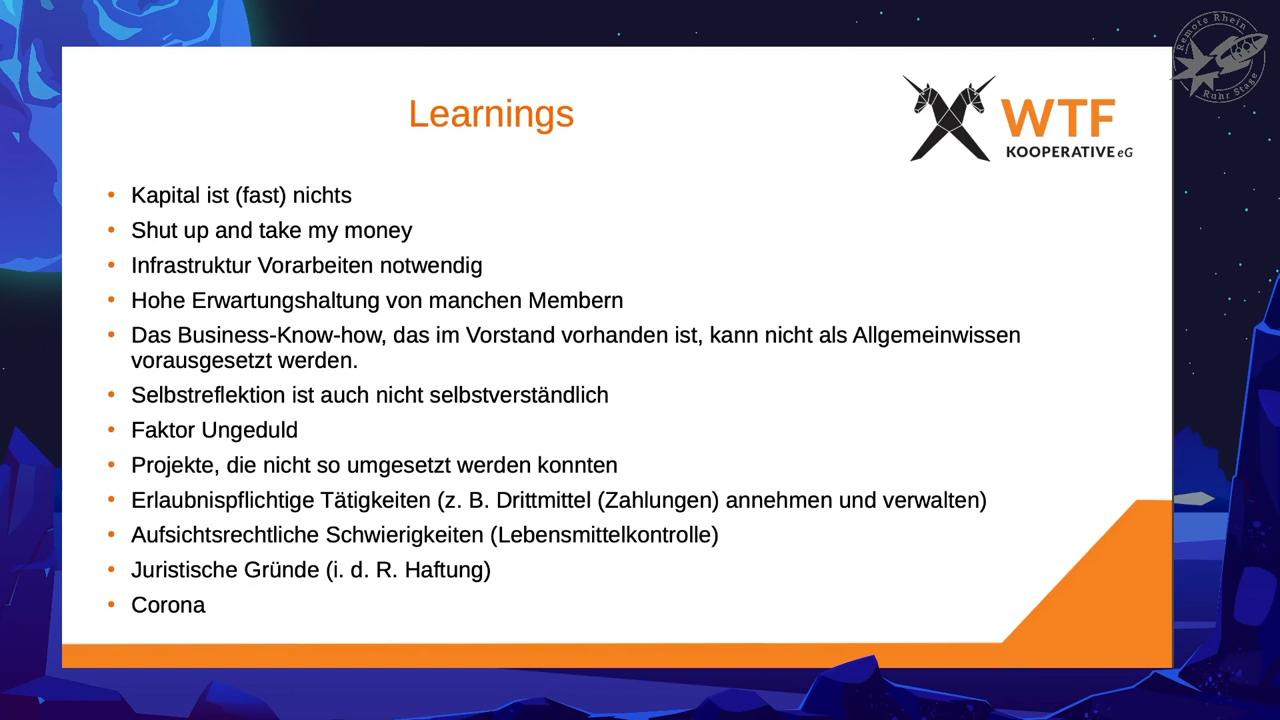 Remote Rhein
Ruhr Stage
Learnings
WTF
KOOPERATIVE eG
• Kapital ist (fast) nichts
• Shut up and take my money
• Infrastruktur Vorarbeiten notwendig
• Hohe Erwartungshaltung von manchen Membern
• Das Business-Know-how, das im Vorstand vorhanden ist, kann nicht als Allgemeinwissen
vorausgesetzt werden.
• Selbstreflektion ist auch nicht selbstverständlich
• Faktor Ungeduld
• Projekte, die nicht so umgesetzt werden konnten
• Erlaubnispflichtige Tätigkeiten (z. B. Drittmittel (Zahlungen) annehmen und verwalten)
• Aufsichtsrechtliche Schwierigkeiten (Lebensmittelkontrolle)
• Juristische Gründe (i. d. R. Haftung)
• Corona